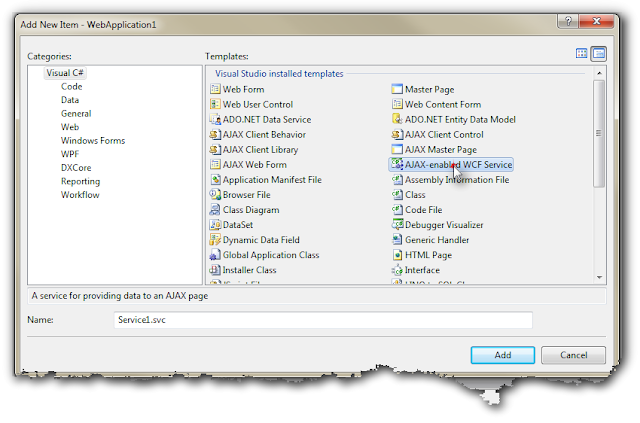 Add New Item - WebApplication1
Categories:
Templates:
Visual C#
Code
Data
General
Web
Windows Forms
WPF
DXCore
Reporting
Workflow
Visual Studio installed templates
Web Form
Master Page
Web User Control
Web Content Form
ADO.NET Data Service
ADO.NET Entity Data Model
AJAX Client Behavior
AJAX Client Control
AJAX Client Library
AJAX Master Page
AJAX Web Form
AJAX-enabled WCF Service
Application Manifest File
Assembly Information File
Browser File
Class
Class Diagram
Code File
DataSet
Debugger Visualizer
Dynamic Data Field
Generic Handler
Global Application Class
HTML Page
Installer Class
Interface
A service for providing data to an AJAX page
Name:
Service1.svc
Add
Cancel